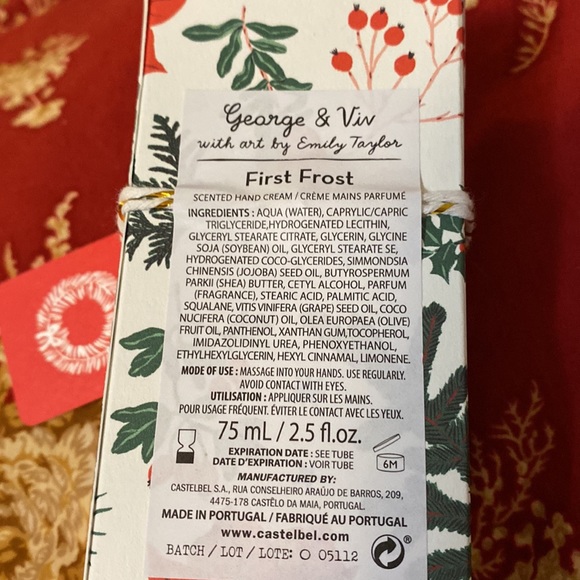 George & Viv
with art by Emily Taylor
First Frost
SCENTED HAND CREAM / CRÈME MAINS PARFUMÉ
INGREDIENTS : AQUA (WATER), CAPRYLIC/CAPRIC
TRIGLYCERIDE,HYDROGENATED LECITHIN,
GLYCERYL STEARATE CITRATE, GLYCERIN, GLYCINE
SOJA (SOYBEAN) OIL, GLYCERYL STEARATE SE,
HYDROGENATED COCO-GLYCERIDES, SIMMONDSIA
CHINENSIS (JOJOBA) SEED OIL, BUTYROSPERMUM
PARKII (SHEA) BUTTER, CETYL ALCOHOL, PARFUM
(FRAGRANCE), STEARIC ACID, PALMITIC ACID,
SQUALANE, VITIS VINIFERA (GRAPE) SEED OIL, COCO
NUCIFERA (COCONUT) OIL, OLEA EUROPAEA (OLIVE)
FRUIT OIL, PANTHENOL, XANTHAN GUM,TOCOPHEROL,
IMIDAZOLIDINYL UREA, PHENOXYETHANOL,
ETHYLHEXYLGLYCERIN, HEXYL CINNAMAL, LIMONENE.
MODE OF USE : MASSAGE INTO YOUR HANDS. USE REGULARLY.
AVOID CONTACT WITH EYES.
UTILISATION : APPLIQUER SUR LES MAINS.
POUR USAGE FRÉQUENT. ÉVITER LE CONTACT AVEC LES YEUX.
75 mL / 2.5 fl.oz.
EXPIRATION DATE : SEE TUBE
DATE D'EXPIRATION : VOIR TUBE
6M
MANUFACTURED BY:
CASTELBEL S.A., RUA CONSELHEIRO ARAÚJO DE BARROS, 209,
4475-178 CASTÊLO DA MAIA, PORTUGAL.
MADE IN PORTUGAL / FABRIQUÉ AU PORTUGAL
www.castelbel.com
BATCH / LOT / LOTE: O 05112
®